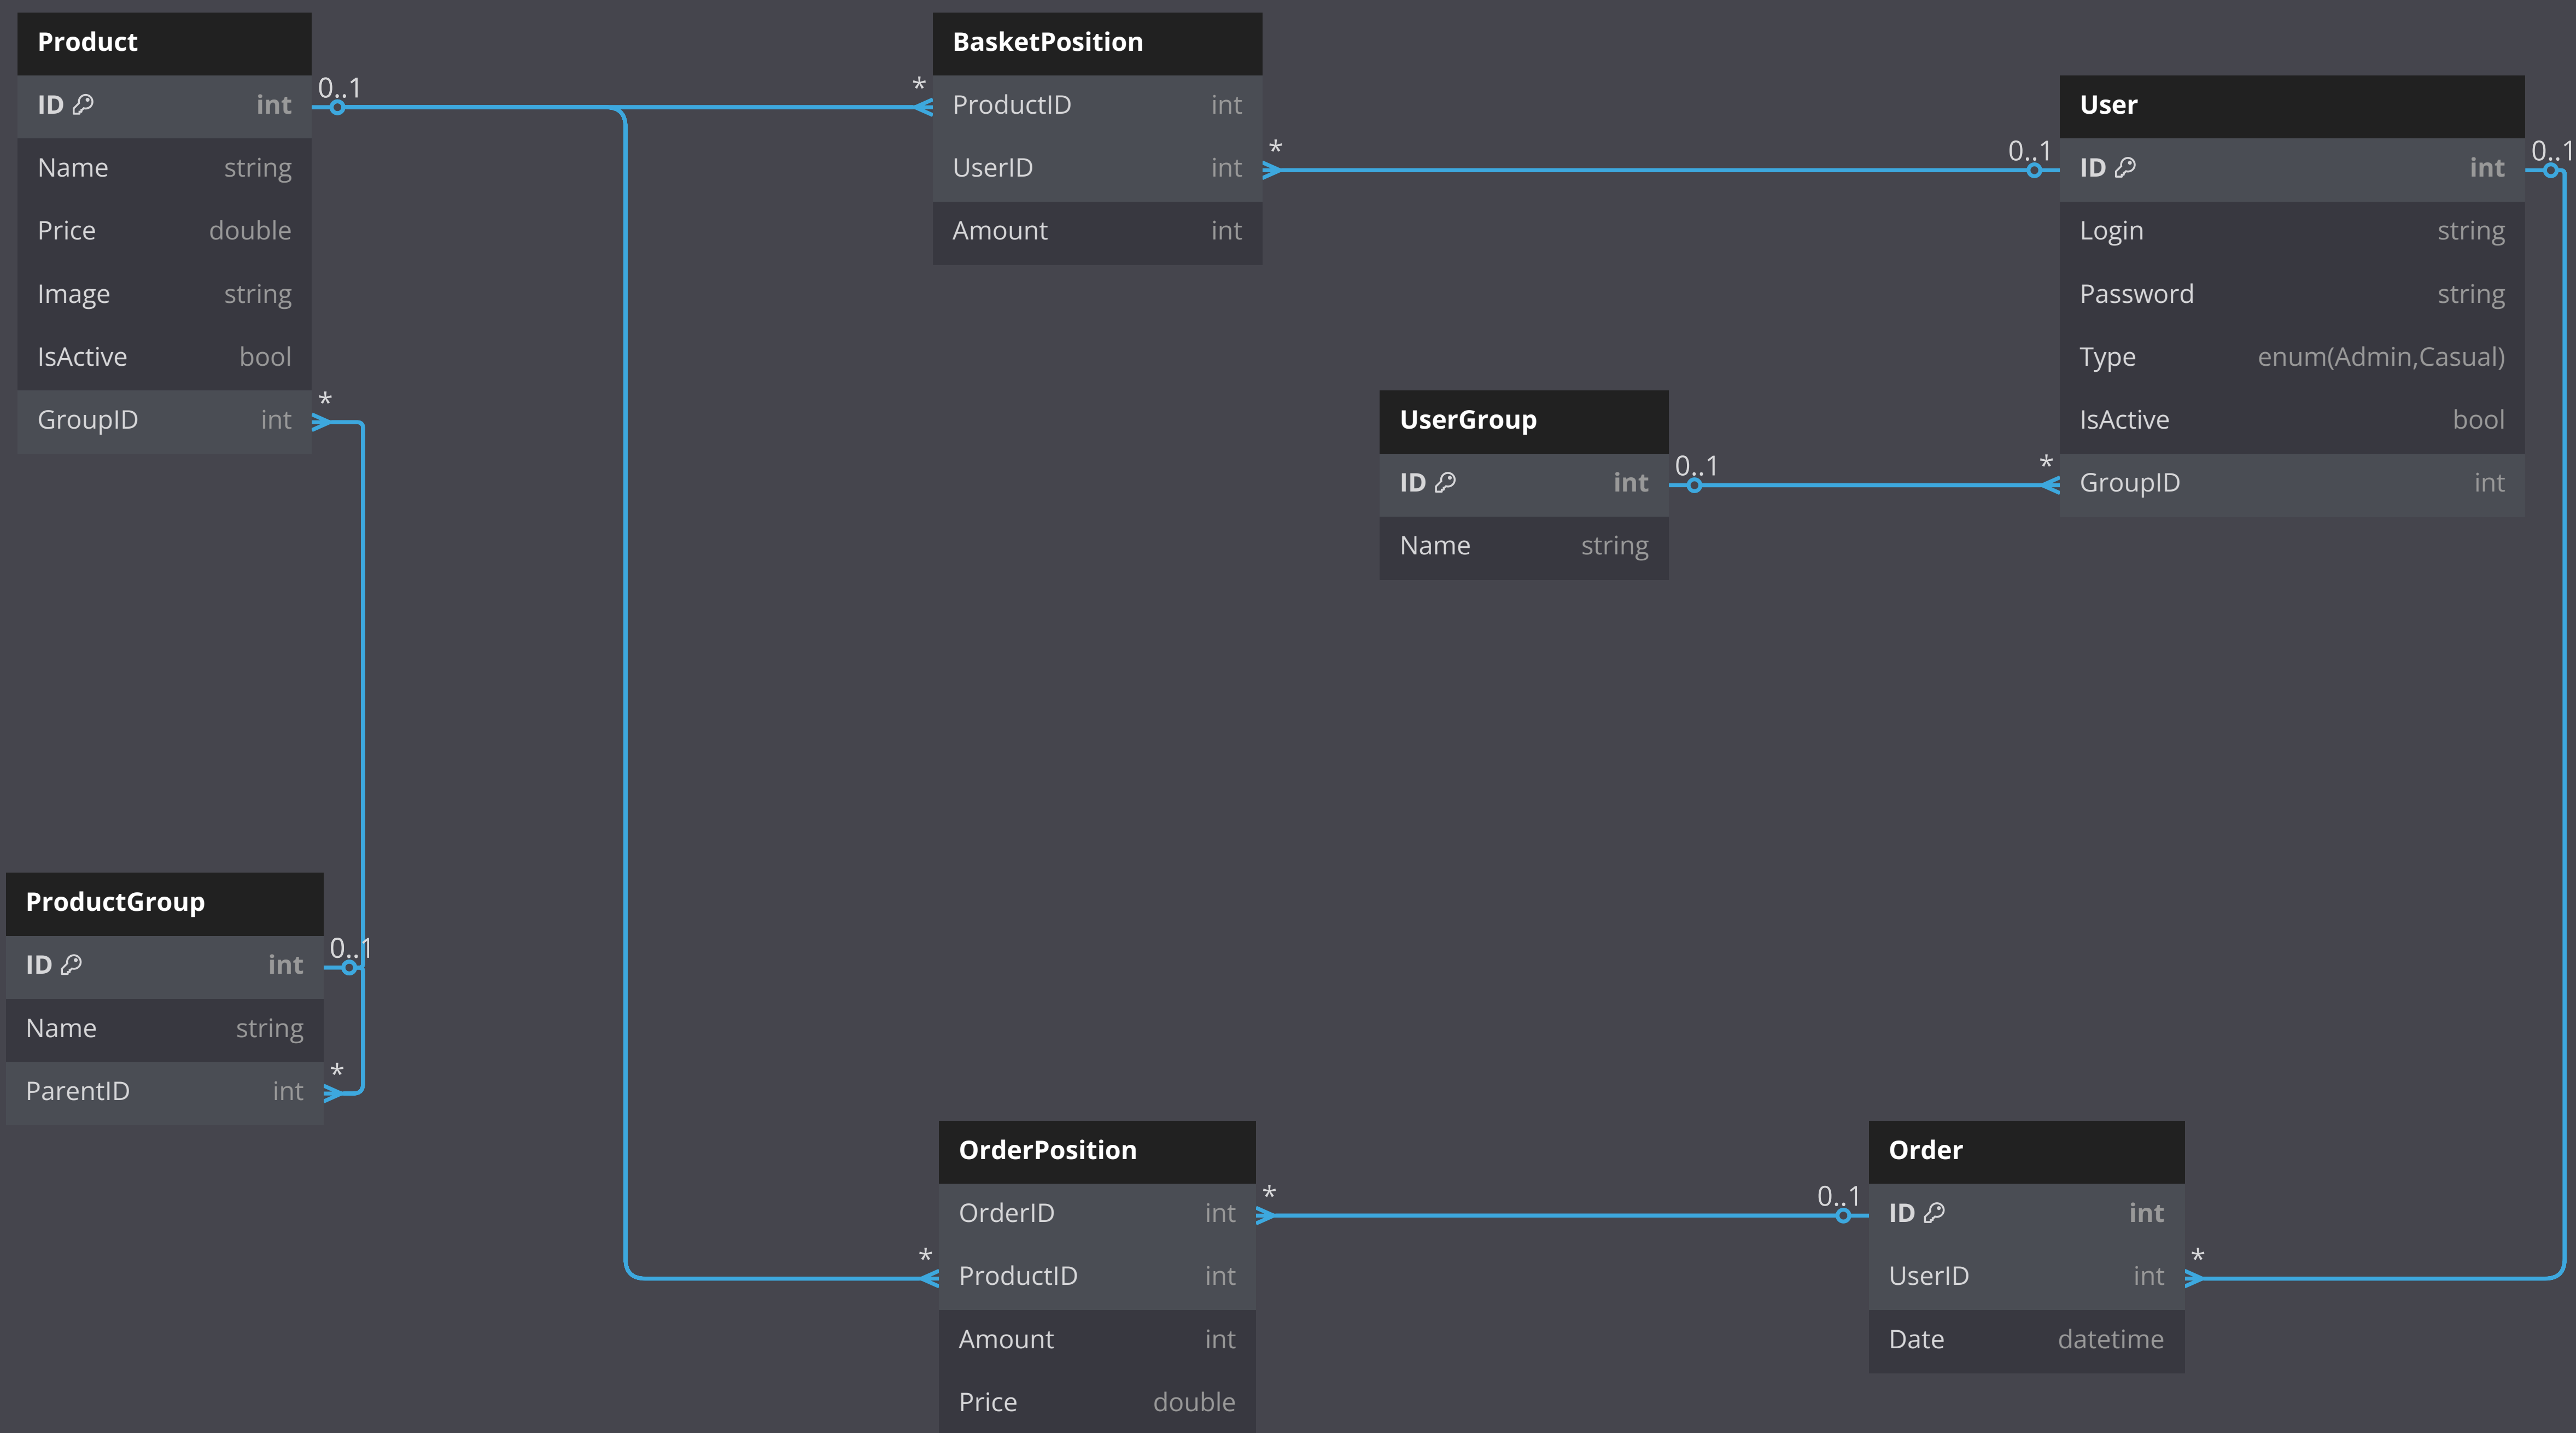 Product
ID int
Name string
Price double
Image string
IsActive bool
GroupID int
0..1
*
BasketPosition
ProductID int
UserID int
Amount int
*
*
User
ID int
Login string
Password string
Type enum(Admin,Casual)
IsActive bool
GroupID int
0..1
0..1
*
UserGroup
ID int
Name string
0..1
ProductGroup
ID int
Name string
ParentID int
0..1
*
OrderPosition
OrderID int
ProductID int
Amount int
Price double
*
*
Order
ID int
UserID int
Date datetime
0..1
*